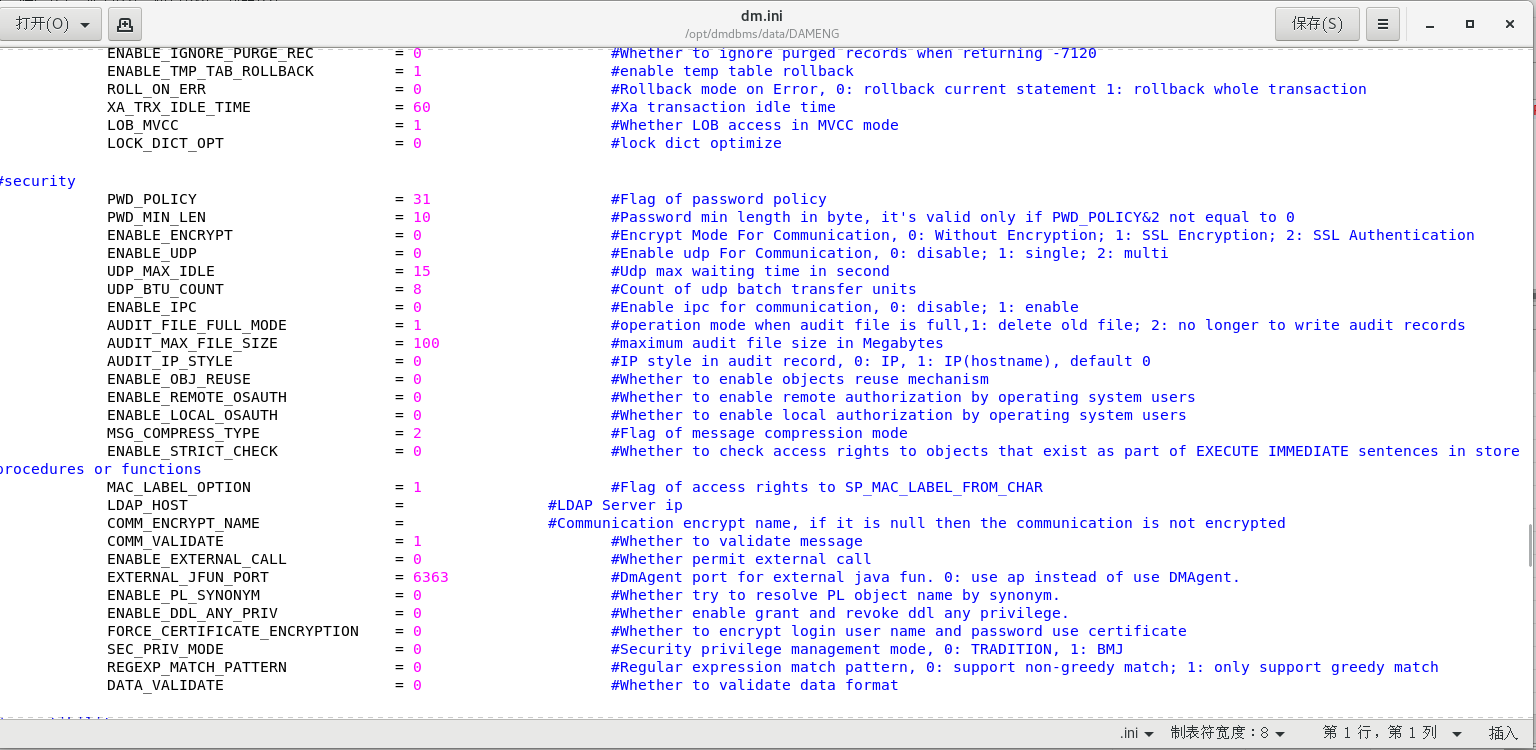 打开(O)
dm.ini
/opt/dmdbms/data/DAMENG
保存(S)
ENABLE_IGNORE_PURGE_REC = 0 #Whether to ignore purged records when returning -7120
ENABLE_TMP_TAB_ROLLBACK = 1 #enable temp table rollback
ROLL_ON_ERR = 0 #Rollback mode on Error, 0: rollback current statement 1: rollback whole transaction
XA_TRX_IDLE_TIME = 60 #Xa transaction idle time
LOB_MVCC = 1 #Whether LOB access in MVCC mode
LOCK_DICT_OPT = 0 #lock dict optimize
#security
PWD_POLICY = 31 #Flag of password policy
PWD_MIN_LEN = 10 #Password min length in byte, it's valid only if PWD_POLICY&2 not equal to 0
ENABLE_ENCRYPT = 0 #Encrypt Mode For Communication, 0: Without Encryption; 1: SSL Encryption; 2: SSL Authentication
ENABLE_UDP = 0 #Enable udp For Communication, 0: disable; 1: single; 2: multi
UDP_MAX_IDLE = 15 #Udp max waiting time in second
UDP_BTU_COUNT = 8 #Count of udp batch transfer units
ENABLE_IPC = 0 #Enable ipc for communication, 0: disable; 1: enable
AUDIT_FILE_FULL_MODE = 1 #operation mode when audit file is full,1: delete old file; 2: no longer to write audit records
AUDIT_MAX_FILE_SIZE = 100 #maximum audit file size in Megabytes
AUDIT_IP_STYLE = 0 #IP style in audit record, 0: IP, 1: IP(hostname), default 0
ENABLE_OBJ_REUSE = 0 #Whether to enable objects reuse mechanism
ENABLE_REMOTE_OSAUTH = 0 #Whether to enable remote authorization by operating system users
ENABLE_LOCAL_OSAUTH = 0 #Whether to enable local authorization by operating system users
MSG_COMPRESS_TYPE = 2 #Flag of message compression mode
ENABLE_STRICT_CHECK = 0 #Whether to check access rights to objects that exist as part of EXECUTE IMMEDIATE sentences in store
procedures or functions
MAC_LABEL_OPTION = 1 #Flag of access rights to SP_MAC_LABEL_FROM_CHAR
LDAP_HOST = #LDAP Server ip
COMM_ENCRYPT_NAME = #Communication encrypt name, if it is null then the communication is not encrypted
COMM_VALIDATE = 1 #Whether to validate message
ENABLE_EXTERNAL_CALL = 0 #Whether permit external call
EXTERNAL_JFUN_PORT = 6363 #DmAgent port for external java fun. 0: use ap instead of use DMAgent.
ENABLE_PL_SYNONYM = 0 #Whether try to resolve PL object name by synonym.
ENABLE_DDL_ANY_PRIV = 0 #Whether enable grant and revoke ddl any privilege.
FORCE_CERTIFICATE_ENCRYPTION = 0 #Whether to encrypt login user name and password use certificate
SEC_PRIV_MODE = 0 #Security privilege management mode, 0: TRADITION, 1: BMJ
REGEXP_MATCH_PATTERN = 0 #Regular expression match pattern, 0: support non-greedy match; 1: only support greedy match
DATA_VALIDATE = 0 #Whether to validate data format
.ini 制表符宽度：8 第 1 行，第 1 列 插入